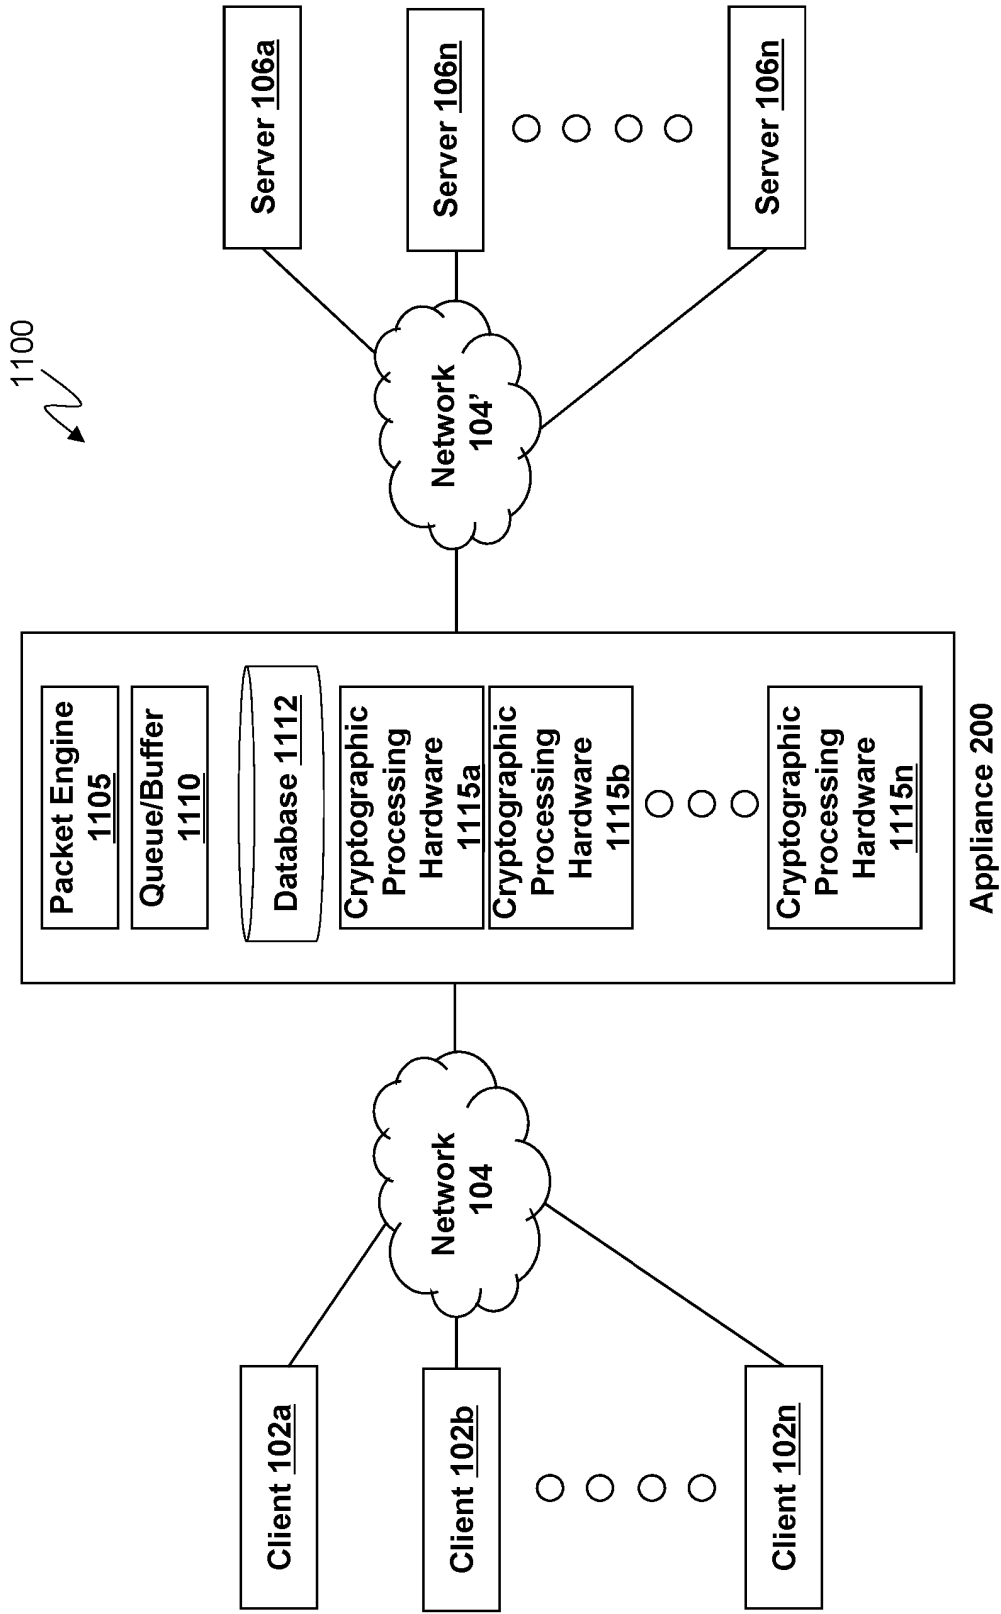 1100
Client 102a
Client 102b
Client 102n
Network
104
Packet Engine
1105
Queue/Buffer
1110
Database 1112
Cryptographic
Processing
Hardware
1115a
Cryptographic
Processing
Hardware
1115b
Cryptographic
Processing
Hardware
1115n
Appliance 200
Network
104’
Server 106a
Server 106n
Server 106n